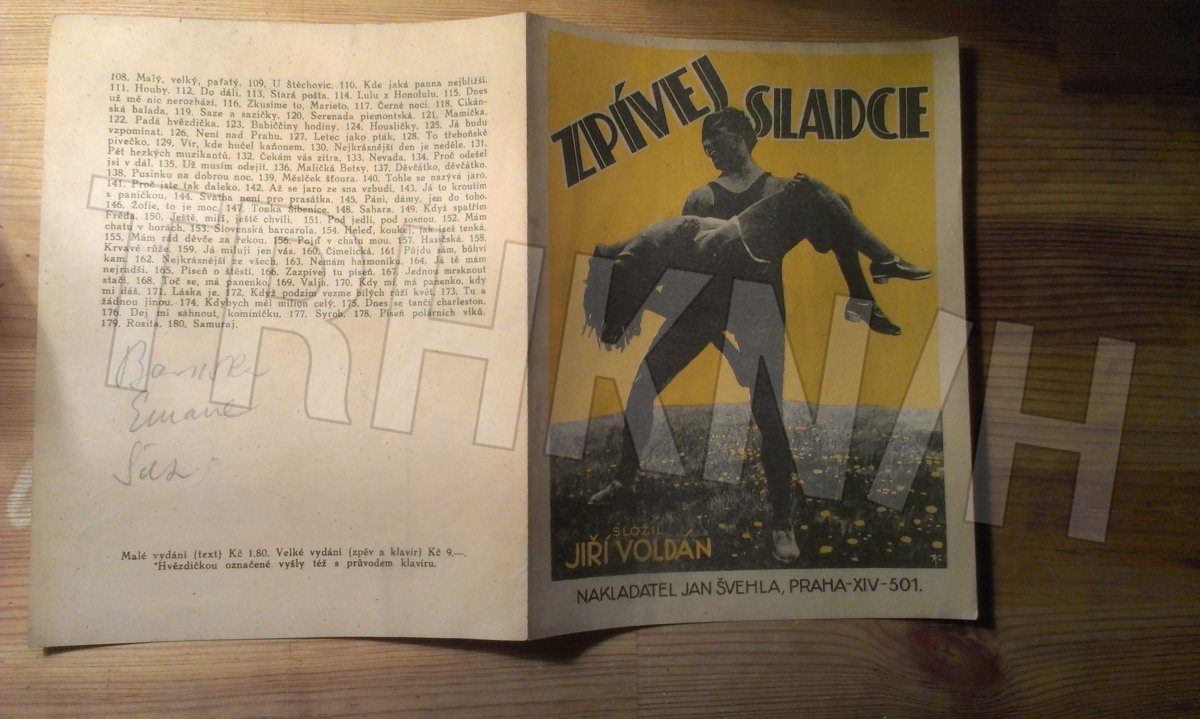 108. Malý, velký, paťatý. 109. U Štěchovic. 110. Kde jaká panna nejbližší.
111. Houby. 112. Do dáli. 113. Stará pošta. 114. Lulu z Honolulu. 115. Dnes
už mě nic nerozhází. 116. Zkusíme to, Marieto. 117. Černé noci. 118. Cikán-
ská balada. 119. Saze a sazičky. 120. Serenada piemontská. 121. Mamička.
122. Padá hvězdička. 123. Babiččiny hodiny. 124. Housličky. 125. Já budu
vzpomínat. 126. Není nad Prahu. 127. Letec jako pták. 128. To třeboňské
pivečko. 129. Vír, kde hučel kaňonem. 130. Nejkrásnější den je neděle. 131.
Pět hezkých muzikantů. 132. Čekám vás zítra. 133. Nevada. 134. Proč odešel
jsi v dál. 135. Už musím odejít. 136. Maličká Betsy. 137. Děvčátko, děvčátko.
138. Pusinku na dobrou noc. 139. Měsíček šťoura. 140. Tohle se nazývá jaro.
141. Proč jste tak daleko. 142. Až se jaro ze sna vzbudí. 143. Já to kroutím
s paničkou. 144. Svatba není pro prasátka. 145. Páni, dámy, jen do toho.
146. Žofie, to je moc. 147. Tonka Šibenice. 148. Sahara. 149. Když spatřím
Frěda. 150. Ještě, milý, ještě chvíli. 151. Pod jedlí, pod sosnou. 152. Mám
chatu v horách. 153. Slovenská barcarola. 154. Heleď, koukej, jak jseš tenká.
155. Mám rád děvče za řekou. 156. Pojď v chatu mou. 157. Hasičská. 158.
Krvavé růže. 159. Já miluji jen vás. 160. Čimelická. 161 Půjdu sám, bůhví
kam. 162. Nejkrásnější ze všech. 163. Nemám harmoniku. 164. Já tě mám
nejradši. 165. Píseň o štěstí. 166. Zazpívej tu píseň. 167. Jednou mrsknout
stačí. 168. Toč se, má panenko. 169. Valja. 170. Kdy mi, má panenko, kdy
mi dáš. 171. Láska je. 172. Když podzim vezme bílých růží květ. 173. Tu a
žádnou jinou. 174. Kdybych měl milion celý. 175. Dnes se tančí charleston.
176. Dej mi sáhnout, kominíčku. 177. Syrob. 178. Píseň polárních vlků.
179. Rosita. 180. Samuraj.
Malé vydání (text) Kč 1.80. Velké vydání (zpěv a klavír) Kč 9.—.
*Hvězdičkou označené vyšly též s průvodem klavíru.
ZPÍVEJ SLADCE
SLOŽIL
JIŘÍ VOLDÁN
NAKLADATEL JAN ŠVEHLA, PRAHA-XIV-501.
TRHKNIH